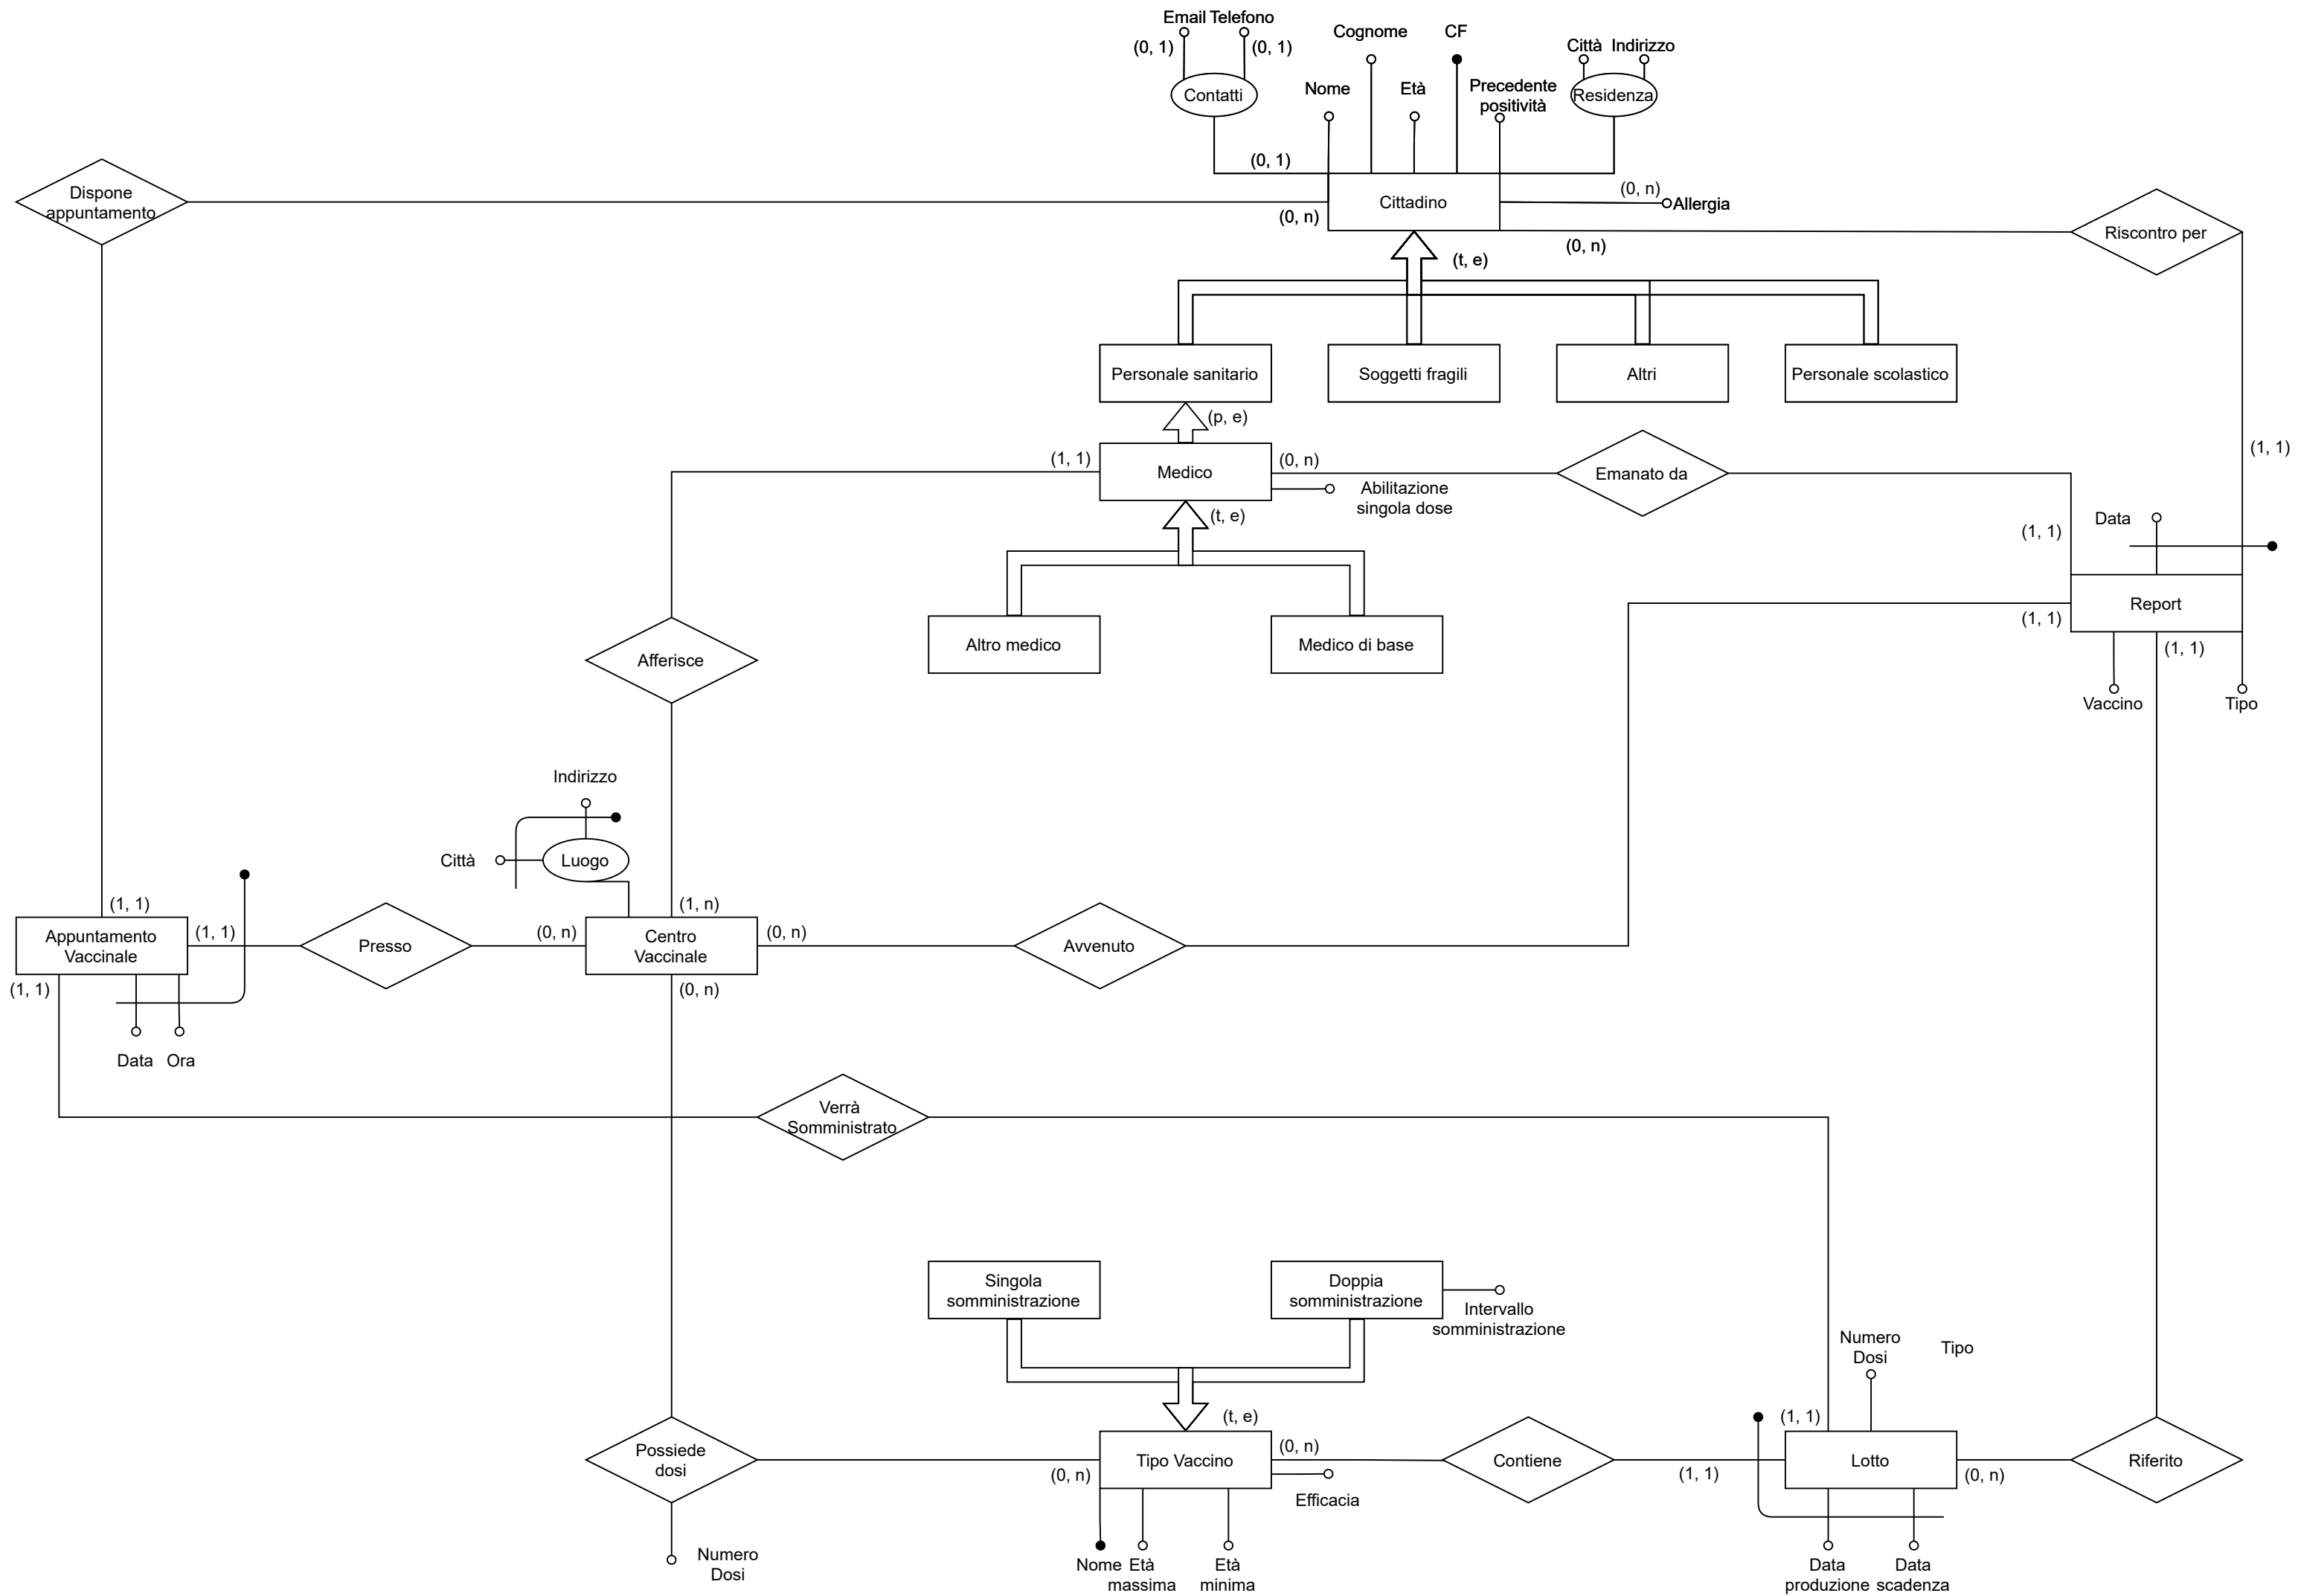 Email Telefono
(0, 1)
(0, 1)
Cognome
CF
Città Indirizzo
Contatti
Nome
Età
Precedente
positività
Residenza
(0, 1)
Dispone
appuntamento
(0, n)
Cittadino
(0, n)
Allergia
(0, n)
Riscontro per
(t, e)
Personale sanitario
Soggetti fragili
Altri
Personale scolastico
(p, e)
(1, 1)
(1, 1)
Medico
(0, n)
Emanato da
Abilitazione
singola dose
(t, e)
Data
(1, 1)
Altro medico
Medico di base
Report
(1, 1)
(1, 1)
Afferisce
Vaccino
Tipo
Indirizzo
Città
Luogo
(1, 1)
(1, n)
Appuntamento
Vaccinale
(1, 1)
Presso
(0, n)
Centro
Vaccinale
(0, n)
Avvenuto
(1, 1)
(0, n)
Data
Ora
Verrà
Somministrato
Singola
somministrazione
Doppia
somministrazione
Intervallo
somministrazione
Numero
Dosi
Tipo
(t, e)
(1, 1)
Possiede
dosi
(0, n)
Tipo Vaccino
(0, n)
Contiene
(1, 1)
Lotto
(0, n)
Riferito
Efficacia
Numero
Dosi
Nome
Età
massima
Età
minima
Data
produzione
Data
scadenza